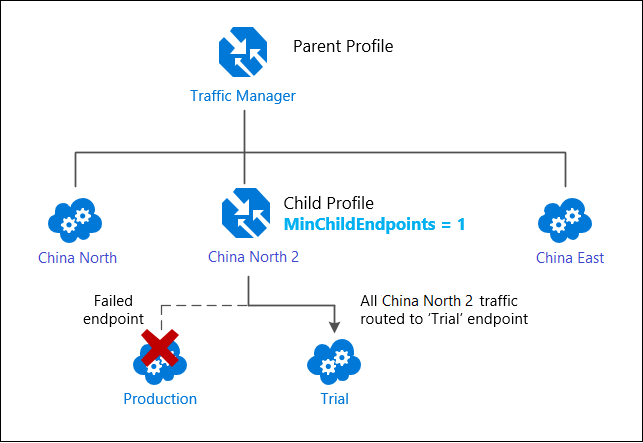 Parent Profile
Traffic Manager
Child Profile
MinChildEndpoints = 1
China North
China North 2
China East
Failed
endpoint
All China North 2 traffic
routed to ‘Trial’ endpoint
Production
Trial